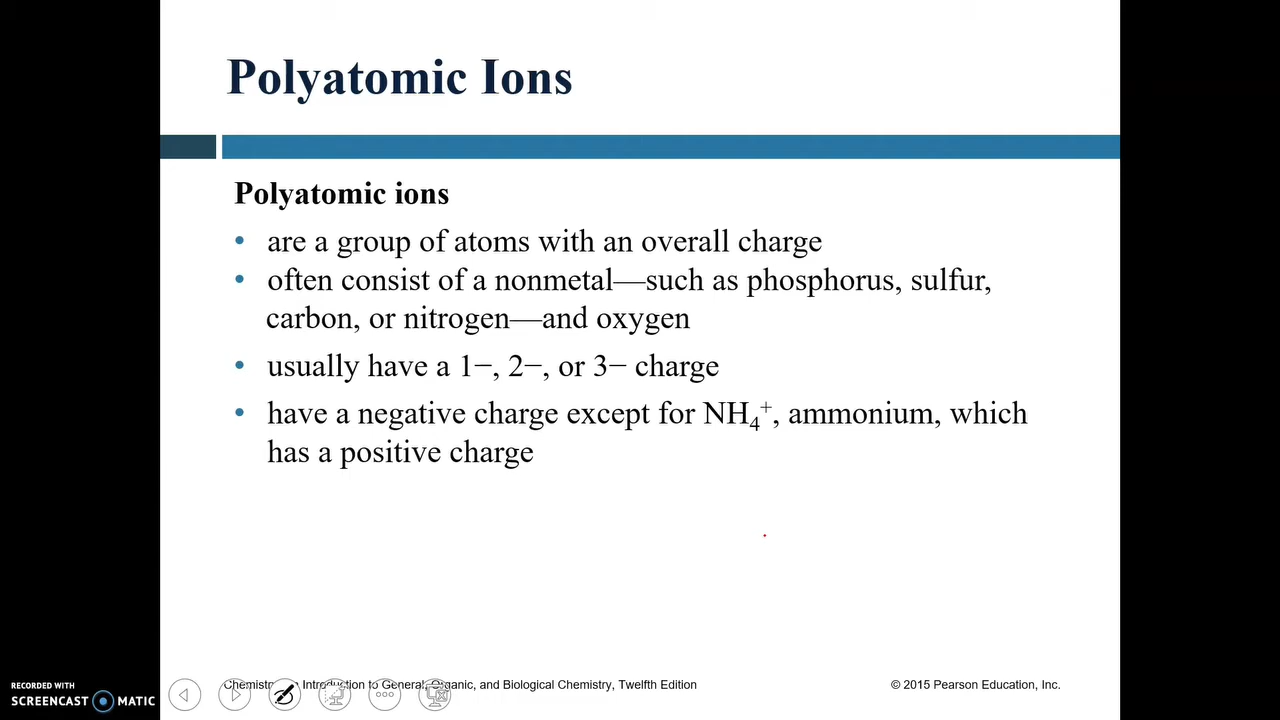 Polyatomic Ions
Polyatomic ions
• are a group of atoms with an overall charge
• often consist of a nonmetal—such as phosphorus, sulfur,
carbon, or nitrogen—and oxygen
• usually have a 1−, 2−, or 3− charge
• have a negative charge except for NH₄⁺, ammonium, which
has a positive charge
Introduction to General, Organic, and Biological Chemistry, Twelfth Edition
© 2015 Pearson Education, Inc.
RECORDED WITH
SCREENCAST MATIC